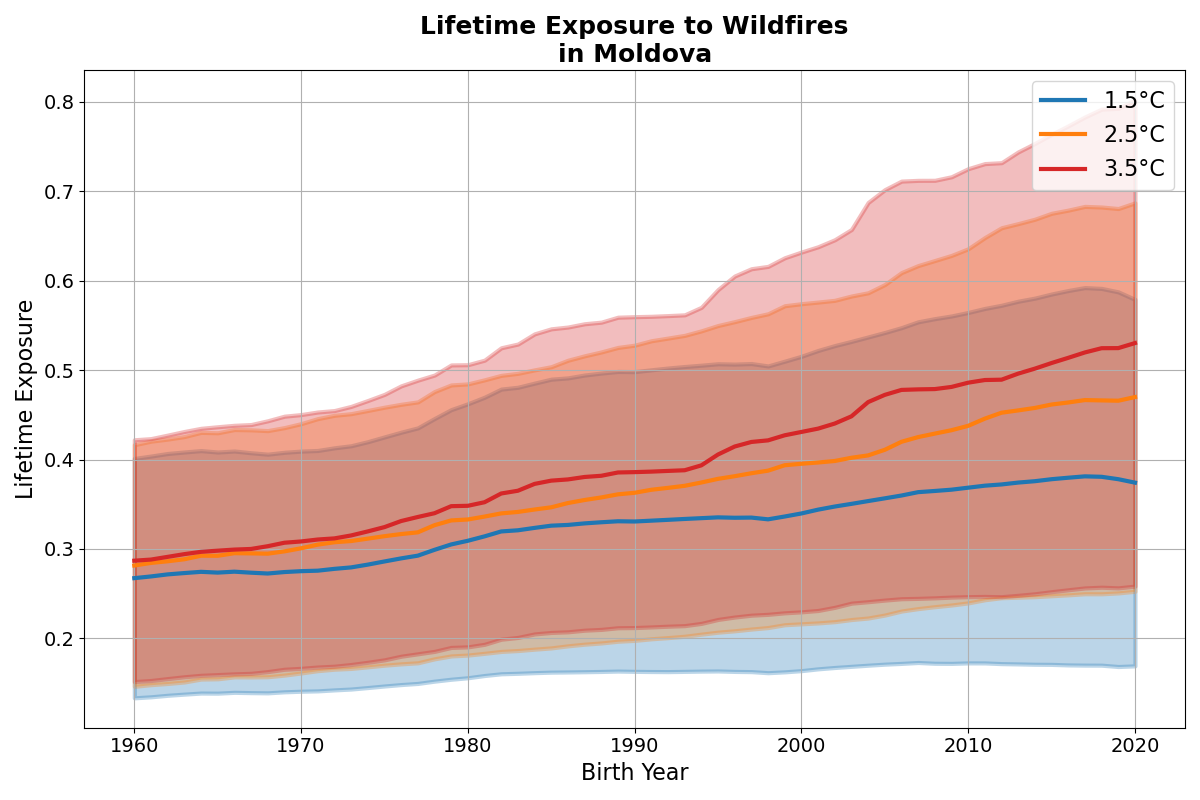 Lifetime Exposure to Wildfires
in Moldova
1.5°C
2.5°C
3.5°C
Lifetime Exposure
0.8
0.7
0.6
0.5
0.4
0.3
0.2
1960
1970
1980
1990
2000
2010
2020
Birth Year